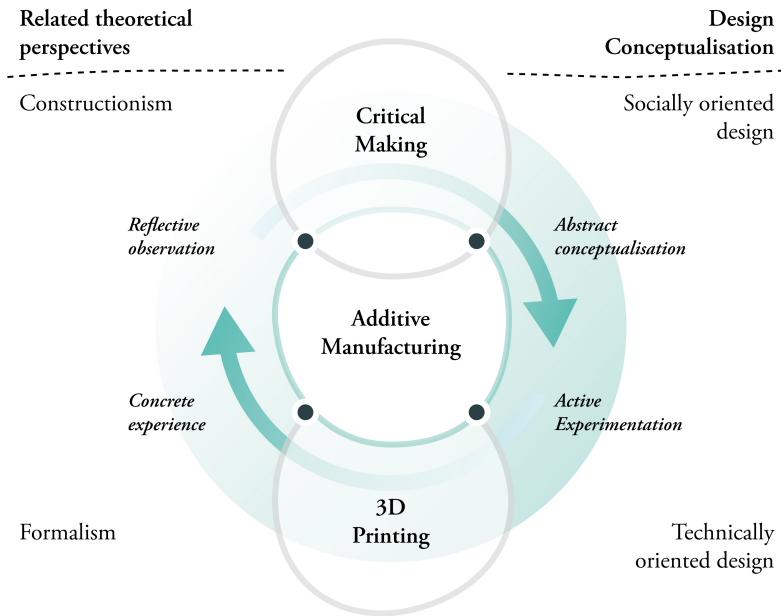 Related theoretical
perspectives
Design
Conceptualisation
Constructionism
Socially oriented
design
Critical
Making
Reflective
observation
Abstract
conceptualisation
Additive
Manufacturing
Concrete
experience
Active
Experimentation
3D
Printing
Formalism
Technically
oriented design